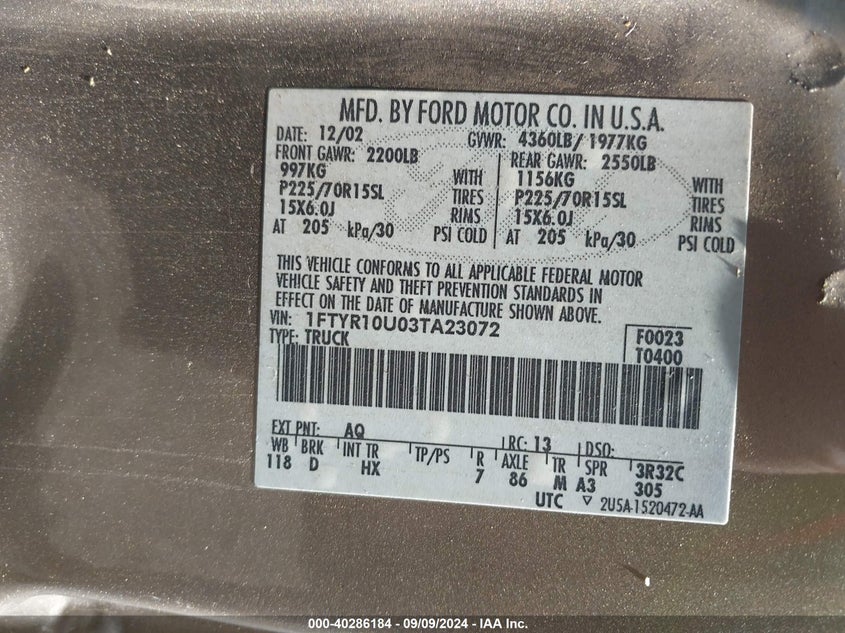 MFD. BY FORD MOTOR CO. IN U.S.A.
DATE: 12/02 GVWR: 4360LB/ 1977KG
FRONT GAWR: 2200LB REAR GAWR: 2550LB
997KG WITH 1156KG WITH
P225/70R15SL TIRES P225/70R15SL TIRES
15X6.0J RIMS 15X6.0J RIMS
AT 205 kPa/30 PSI COLD AT 205 kPa/30 PSI COLD
THIS VEHICLE CONFORMS TO ALL APPLICABLE FEDERAL MOTOR
VEHICLE SAFETY AND THEFT PREVENTION STANDARDS IN
EFFECT ON THE DATE OF MANUFACTURE SHOWN ABOVE.
VIN: 1FTYR10U03TA23072 F0023
TYPE: TRUCK T0400
EXT PNT: AQ RC: 13 DSO:
WB BRK INT TR TP/PS R AXLE TR SPR 3R32C
118 D HX 7 86 M A3 305
UTC ▽ 2U5A-1520472-AA
000-40286184 - 09/09/2024 - IAA Inc.